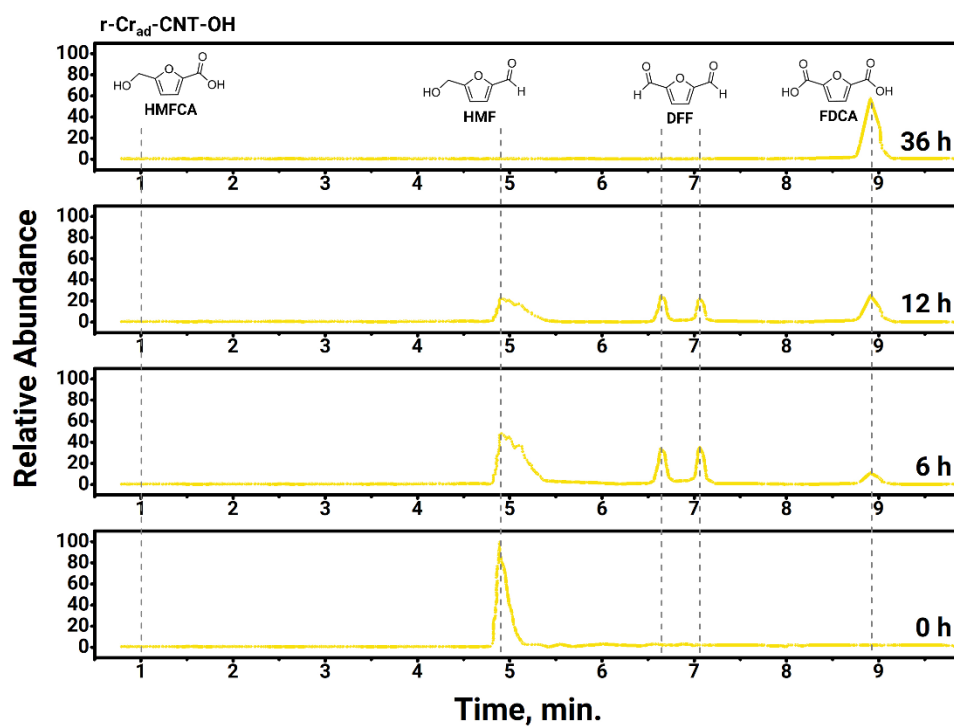 r-Cr_ad-CNT-OH
HO O O OH
HMFCA
HO O O H
HMF
O O O H H
DFF
O O O HO OH
FDCA
100
80
60
40
20
0
36 h
1 2 3 4 5 6 7 8 9
100
80
60
40
20
0
12 h
1 2 3 4 5 6 7 8 9
100
80
60
40
20
0
6 h
1 2 3 4 5 6 7 8 9
100
80
60
40
20
0
0 h
1 2 3 4 5 6 7 8 9
Relative Abundance
Time, min.